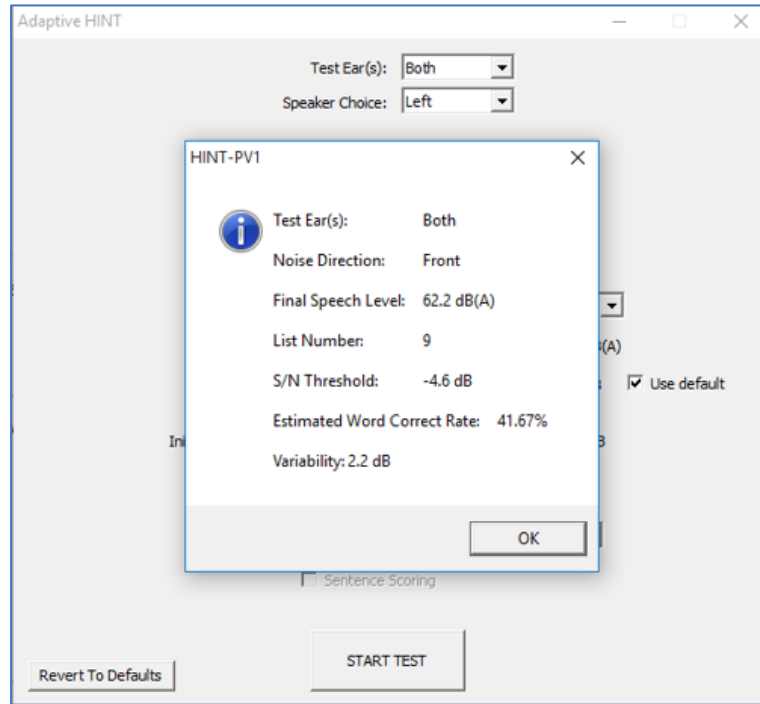 Adaptive HINT
Test Ear(s): Both
Speaker Choice: Left
HINT-PV1
Test Ear(s): Both
Noise Direction: Front
Final Speech Level: 62.2 dB(A)
(A)
List Number: 9
S/N Threshold: -4.6 dB
Use default
Estimated Word Correct Rate: 41.67%
Ini
Variability: 2.2 dB
OK
Sentence Scoring
START TEST
Revert To Defaults